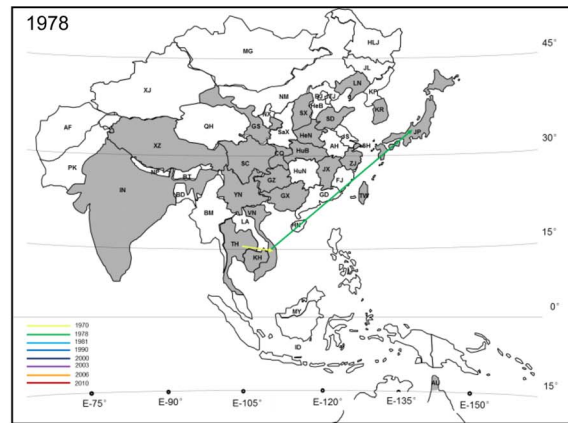 1978
HLJ
45°
MG
JL
XJ
NM
LN
KP
HeB
KR
JP
AF
QH
GS
SX
SD
30°
SaX
HeN
JS
AH
XZ
SC
HuB
ZJ
PK
HuN
JX
FJ
BT
GZ
IN
BD
YN
GX
GD
TW
BM
VN
LA
HN
15°
TH
KH
0°
MY
ID
1970
1978
1981
1990
2000
2003
2006
2010
AU
15°
E-75°
E-90°
E-105°
E-120°
E-135°
E-150°